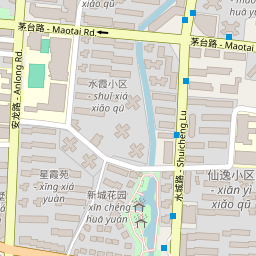 茅台路 - Maotai Rd.
茅台路 - Maotai
水霞小区
- shuǐ xiá
xiǎo qū
安龙路 - Anlong Rd.
水城路 - Shuicheng Lu
星霞苑
- xīng xiá
yuàn
新城花园
- xīn chéng
huā yuán
仙逸小区
- xiān yì
xiǎo qū